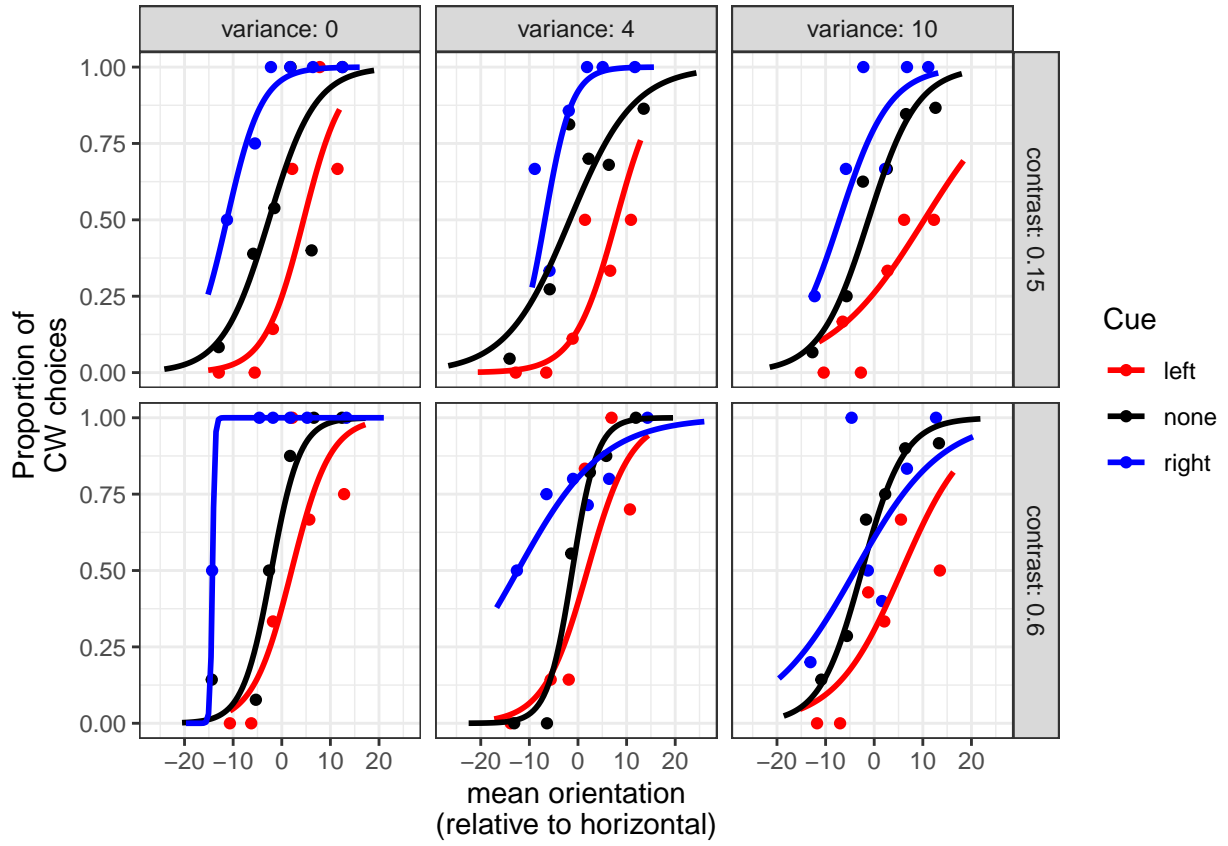 variance: 0
variance: 4
variance: 10
1.00
0.75
0.50
0.25
0.00
contrast: 0.15
1.00
0.75
0.50
0.25
0.00
contrast: 0.6
Proportion of
CW choices
−20 −10 0 10 20
−20 −10 0 10 20
−20 −10 0 10 20
mean orientation
(relative to horizontal)
Cue
left
none
right